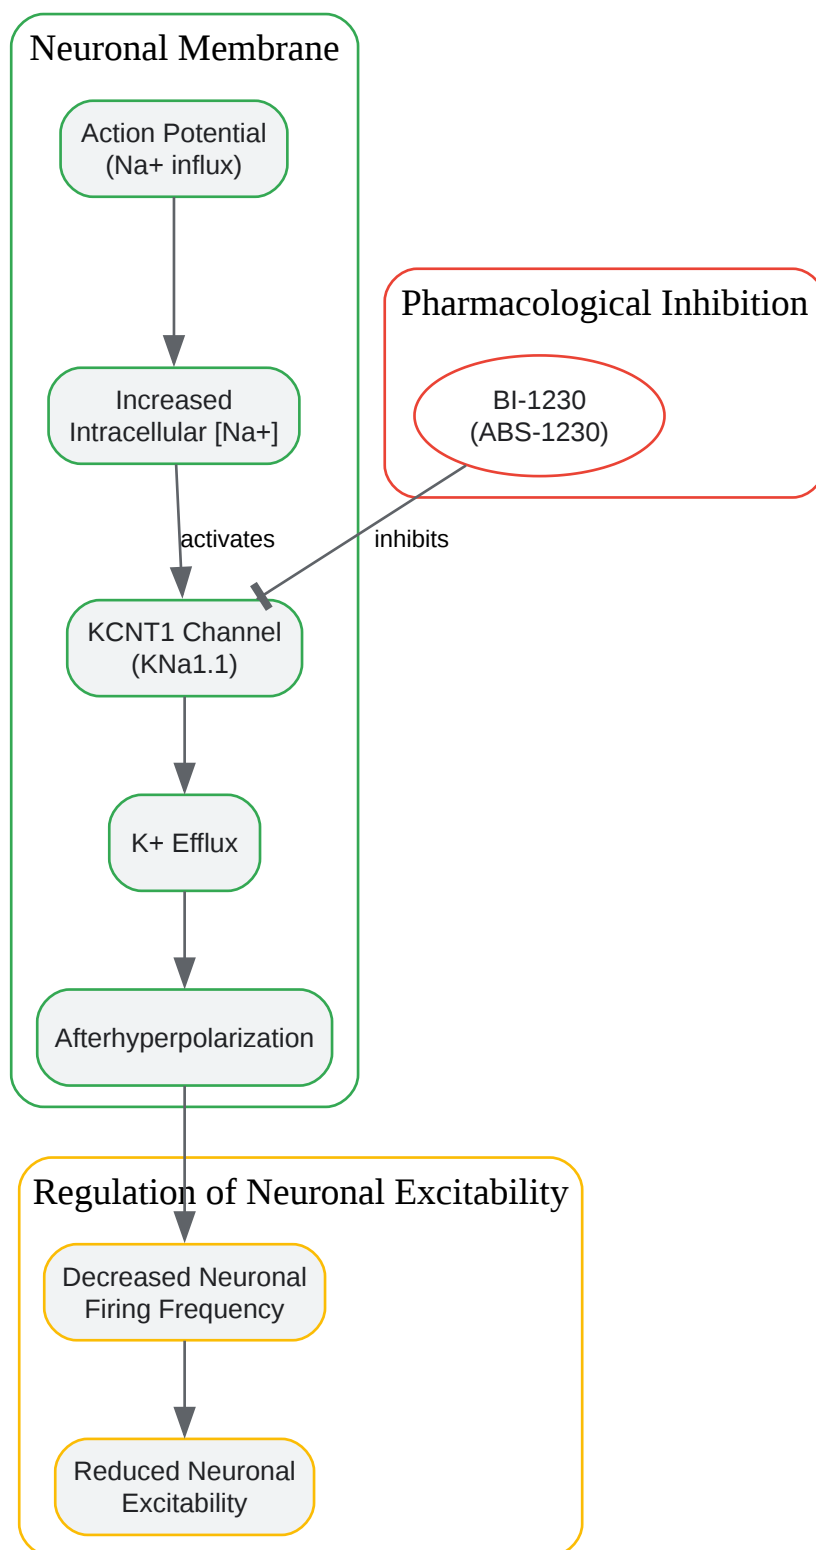 Neuronal Membrane
Action Potential
(Na+ influx)
Pharmacological Inhibition
Increased
Intracellular [Na+]
BI-1230
(ABS-1230)
activates
inhibits
KCNT1 Channel
(KNa1.1)
K+ Efflux
Afterhyperpolarization
Regulation of Neuronal Excitability
Decreased Neuronal
Firing Frequency
Reduced Neuronal
Excitability